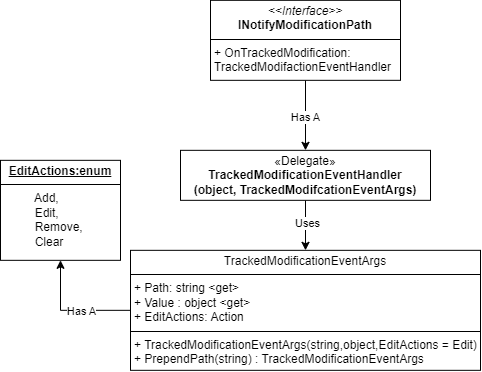 <<Interface>>
INotifyModificationPath
+ OnTrackedModification:
TrackedModifactionEventHandler
Has A
«Delegate»
TrackedModificationEventHandler
(object, TrackedModifcationEventArgs)
EditActions:enum
Add,
Edit,
Remove,
Clear
Uses
TrackedModificationEventArgs
+ Path: string <get>
+ Value : object <get>
+ EditActions: Action
Has A
+ TrackedModificationEventArgs(string,object,EditActions = Edit)
+ PrependPath(string) : TrackedModificationEventArgs